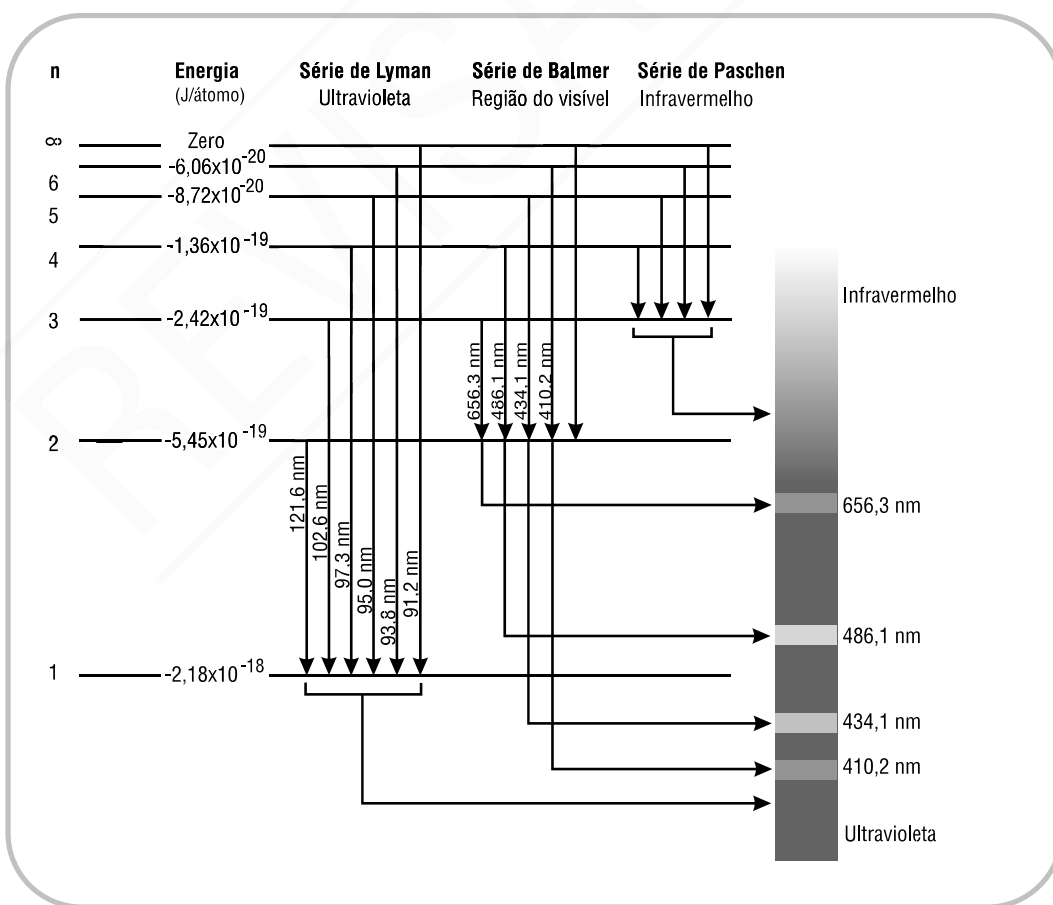 n Energia Série de Lyman Série de Balmer Série de Paschen
(J/átomo) Ultravioleta Região do visível Infravermelho
∞ Zero
-6,06x10-20
6
-8,72x10-20
5
-1,36x10-19
4
3 -2,42x10-19
Infravermelho
656.3 nm
486.1 nm
434.1 nm
410.2 nm
2 -5,45x10-19
121.6 nm
102.6 nm
97.3 nm
95.0 nm
93.8 nm
91.2 nm
656,3 nm
486,1 nm
1 -2,18x10-18
434,1 nm
410,2 nm
Ultravioleta
REVISA